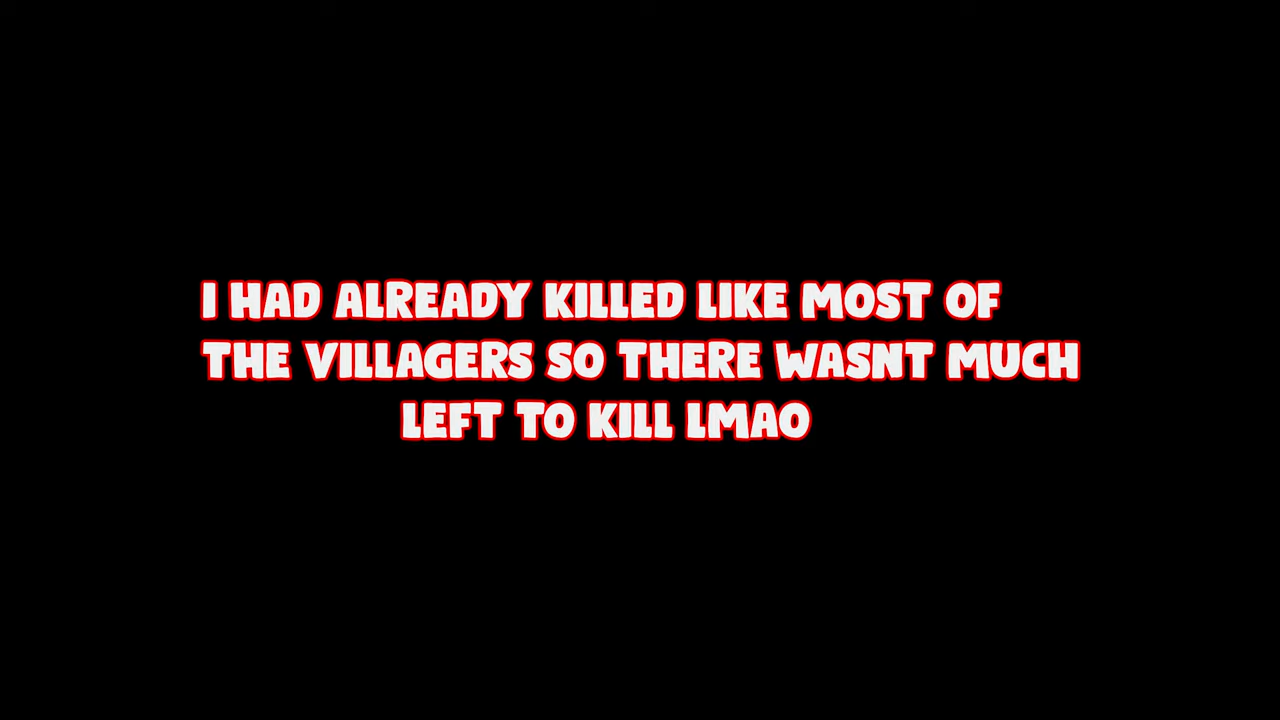 I HAD ALREADY KILLED LIKE MOST OF
THE VILLAGERS SO THERE WASNT MUCH
LEFT TO KILL LMAO